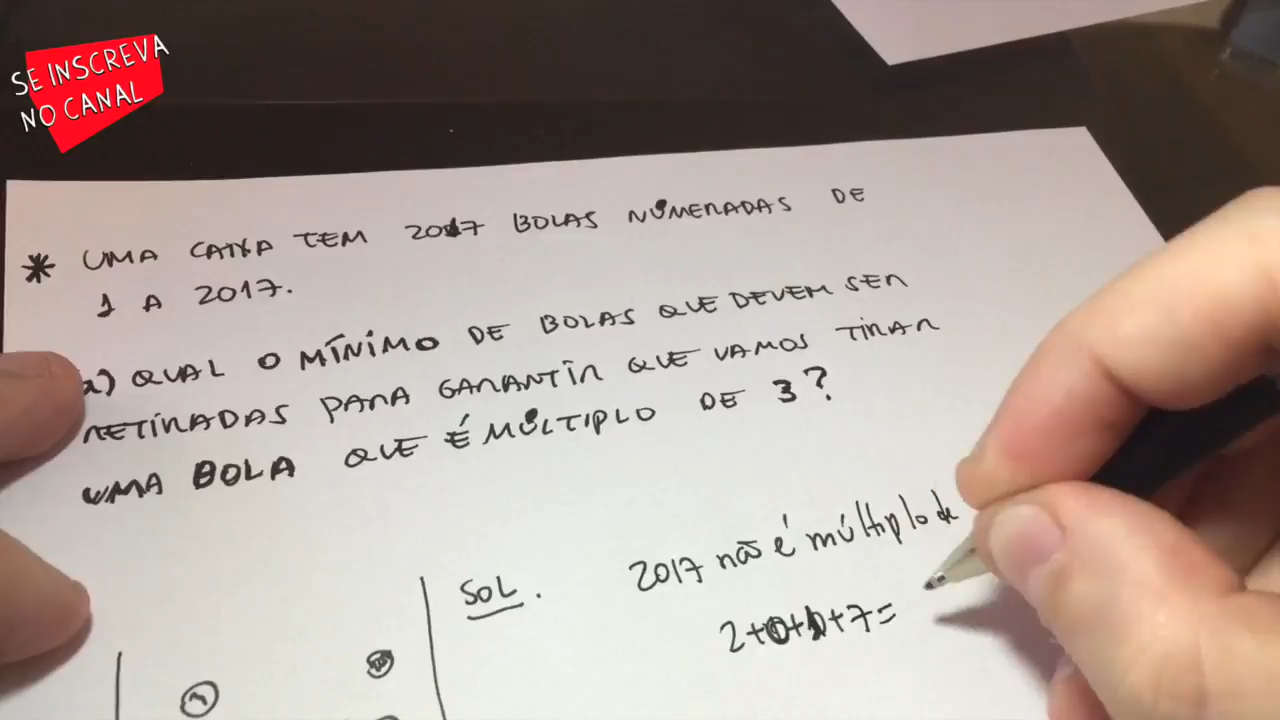 SE INSCREVA
NO CANAL
* UMA CAIXA TEM 2017 BOLAS NUMERADAS DE
1 A 2017.
a) QUAL O MÍNIMO DE BOLAS QUE DEVEM SER
RETIRADAS PARA GARANTIR QUE VAMOS TIRAR
UMA BOLA QUE É MÚLTIPLO DE 3?
SOL.
2017 não é múltiplo de
2+0+1+7=